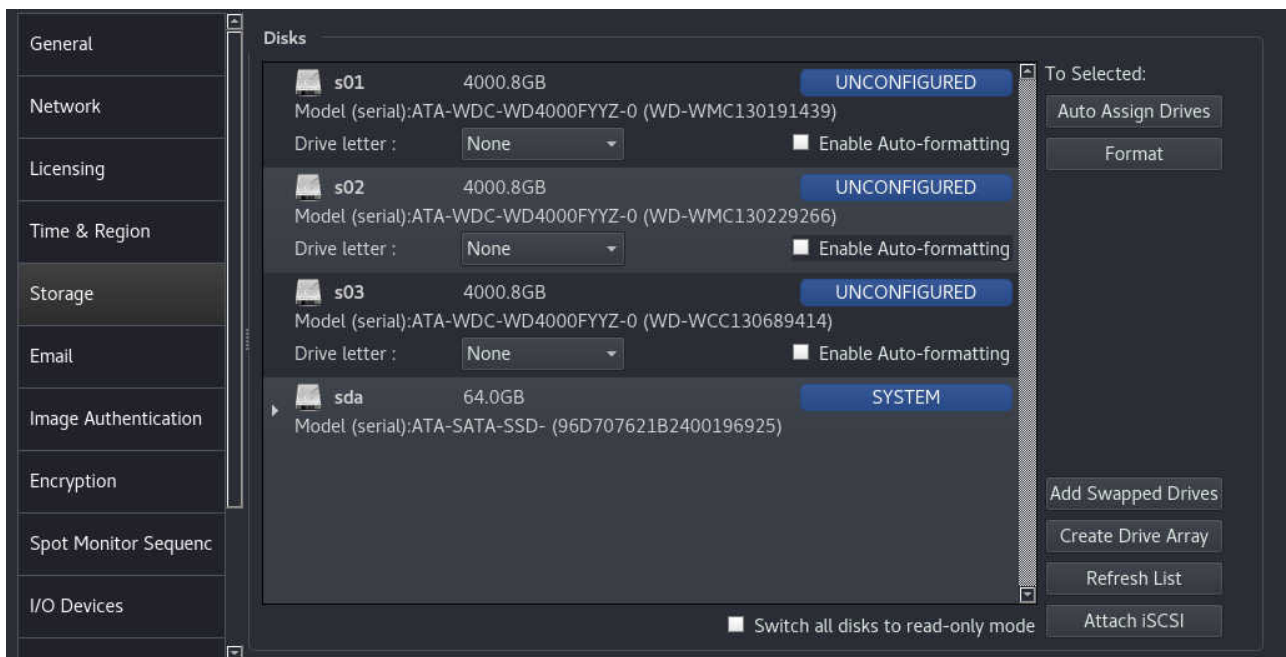 General
Network
Licensing
Time & Region
Storage
Email
Image Authentication
Encryption
Spot Monitor Sequenc
I/O Devices
Disks
s01 4000.8GB UNCONFIGURED
Model (serial):ATA-WDC-WD4000FYYZ-0 (WD-WMC130191439)
Drive letter : None Enable Auto-formatting
s02 4000.8GB UNCONFIGURED
Model (serial):ATA-WDC-WD4000FYYZ-0 (WD-WMC130229266)
Drive letter : None Enable Auto-formatting
s03 4000.8GB UNCONFIGURED
Model (serial):ATA-WDC-WD4000FYYZ-0 (WD-WCC130689414)
Drive letter : None Enable Auto-formatting
sda 64.0GB SYSTEM
Model (serial):ATA-SATA-SSD- (96D707621B2400196925)
Switch all disks to read-only mode
To Selected:
Auto Assign Drives
Format
Add Swapped Drives
Create Drive Array
Refresh List
Attach iSCSI